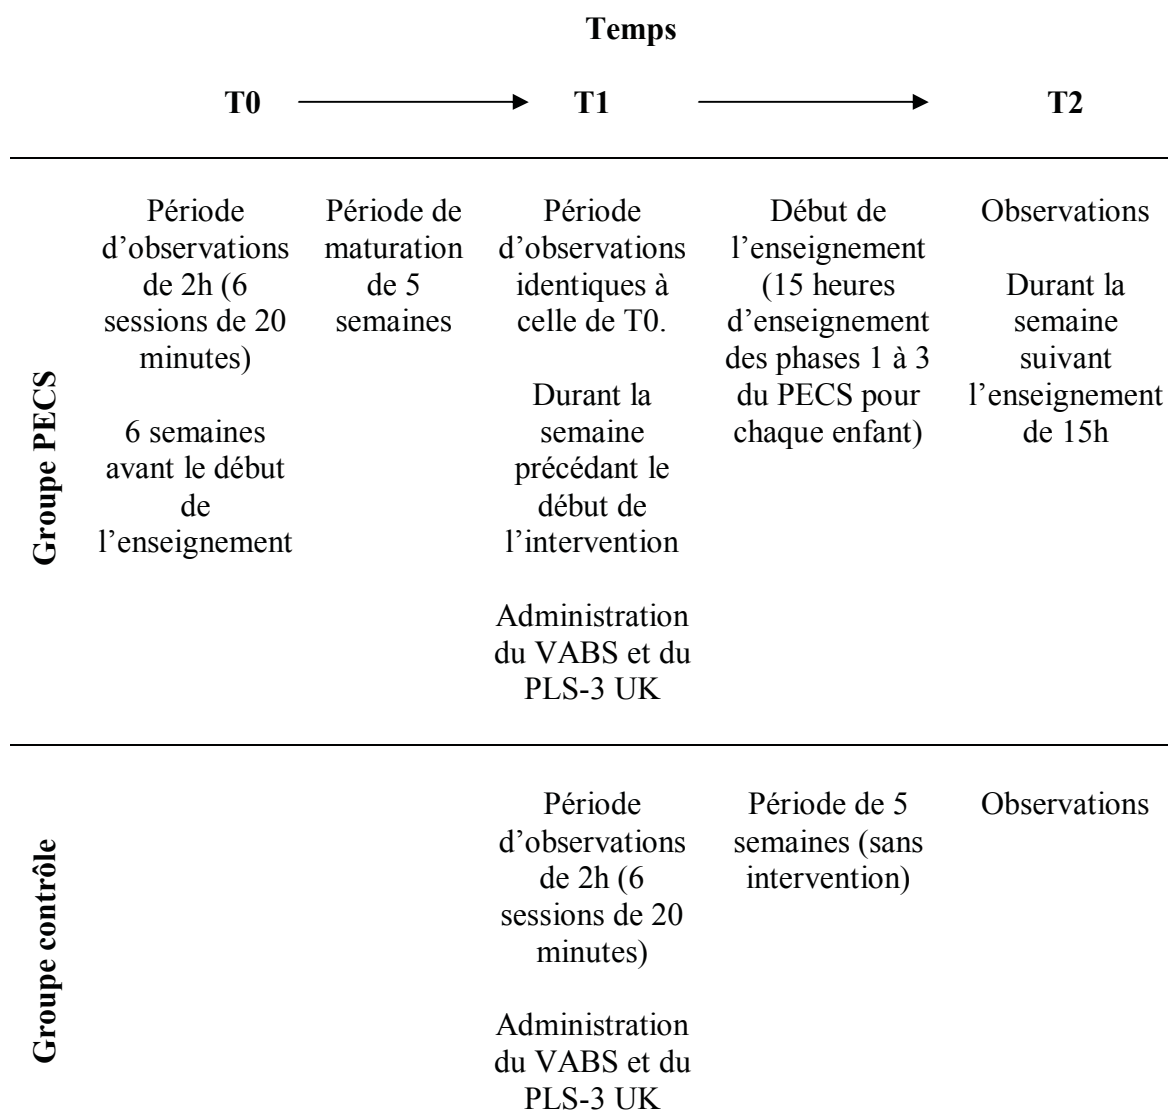 Temps
T0
T1
T2
Groupe PECS
Période
d’observations
de 2h (6
sessions de 20
minutes)
6 semaines
avant le début
de
l’enseignement
Période de
maturation
de 5
semaines
Période
d’observations
identiques à
celle de T0.
Durant la
semaine
précédant le
début de
l’intervention
Administration
du VABS et du
PLS-3 UK
Début de
l’enseignement
(15 heures
d’enseignement
des phases 1 à 3
du PECS pour
chaque enfant)
Observations
Durant la
semaine
suivant
l’enseignement
de 15h
Groupe contrôle
Période
d’observations
de 2h (6
sessions de 20
minutes)
Administration
du VABS et du
PLS-3 UK
Période de 5
semaines (sans
intervention)
Observations